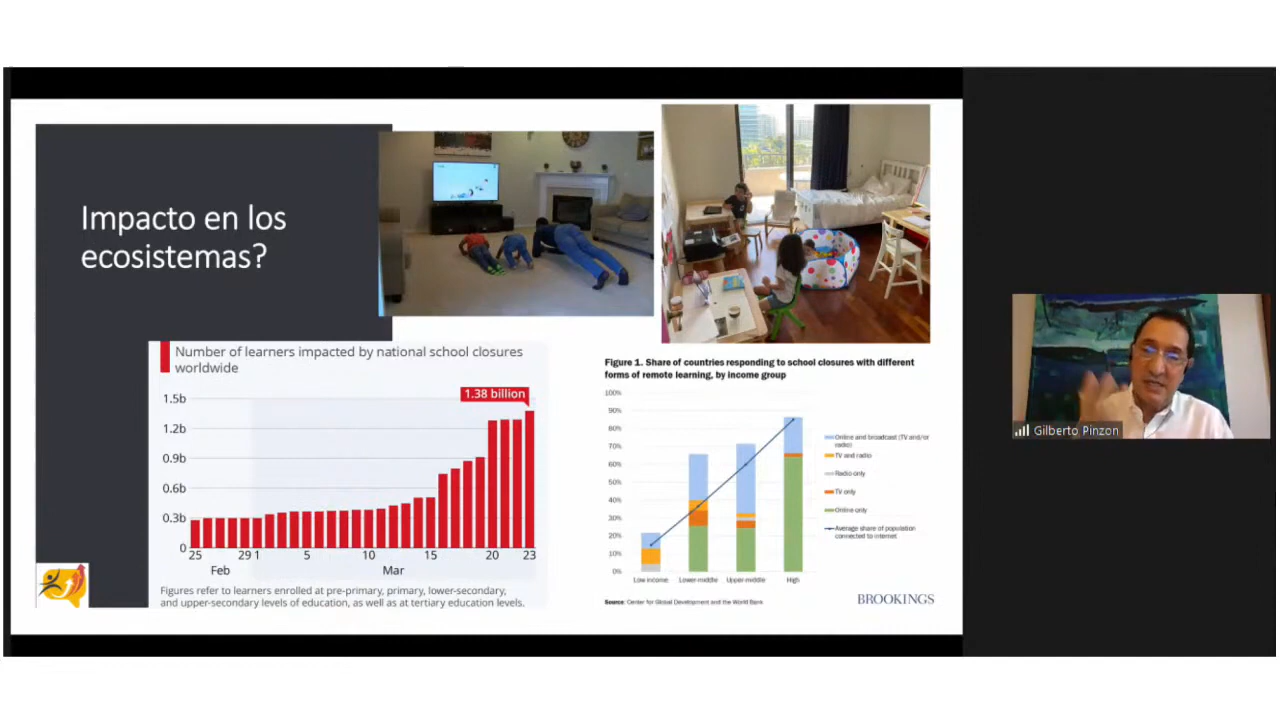 Impacto en los
ecosistemas?
Number of learners impacted by national school closures
worldwide
1.38 billion
1.5b
1.2b
0.9b
0.6b
0.3b
0
25
29
1
5
10
15
20
23
Feb
Mar
Figures refer to learners enrolled at pre-primary, primary, lower-secondary,
and upper-secondary levels of education, as well as at tertiary education levels.
Figure 1. Share of countries responding to school closures with different
forms of remote learning, by income group
100%
90%
80%
70%
60%
50%
40%
30%
20%
10%
0%
Low income
Lower-middle
Upper-middle
High
Online and broadcast (TV and/or
radio)
TV and radio
Radio only
TV only
Online only
Average share of population
connected to internet
Source: Center for Global Development and the World Bank
BROOKINGS
Gilberto Pinzon